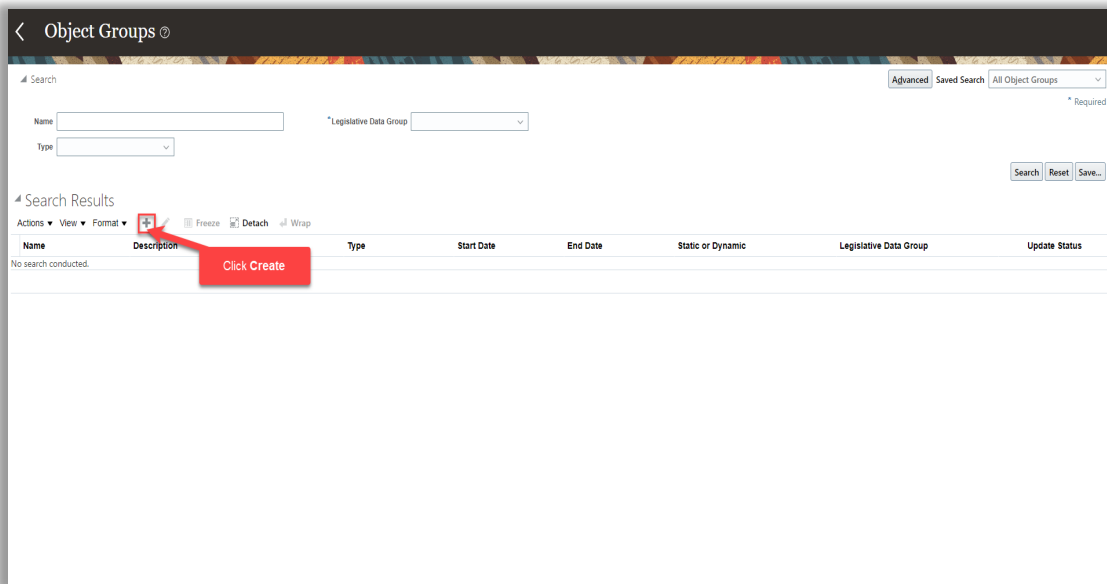 Object Groups
Search
Advanced Saved Search All Object Groups
* Required
Name * Legislative Data Group
Type
Search Reset Save...
Search Results
Actions View Format Freeze Detach Wrap
Name Description Type Start Date End Date Static or Dynamic Legislative Data Group Update Status
No search conducted.
Click Create